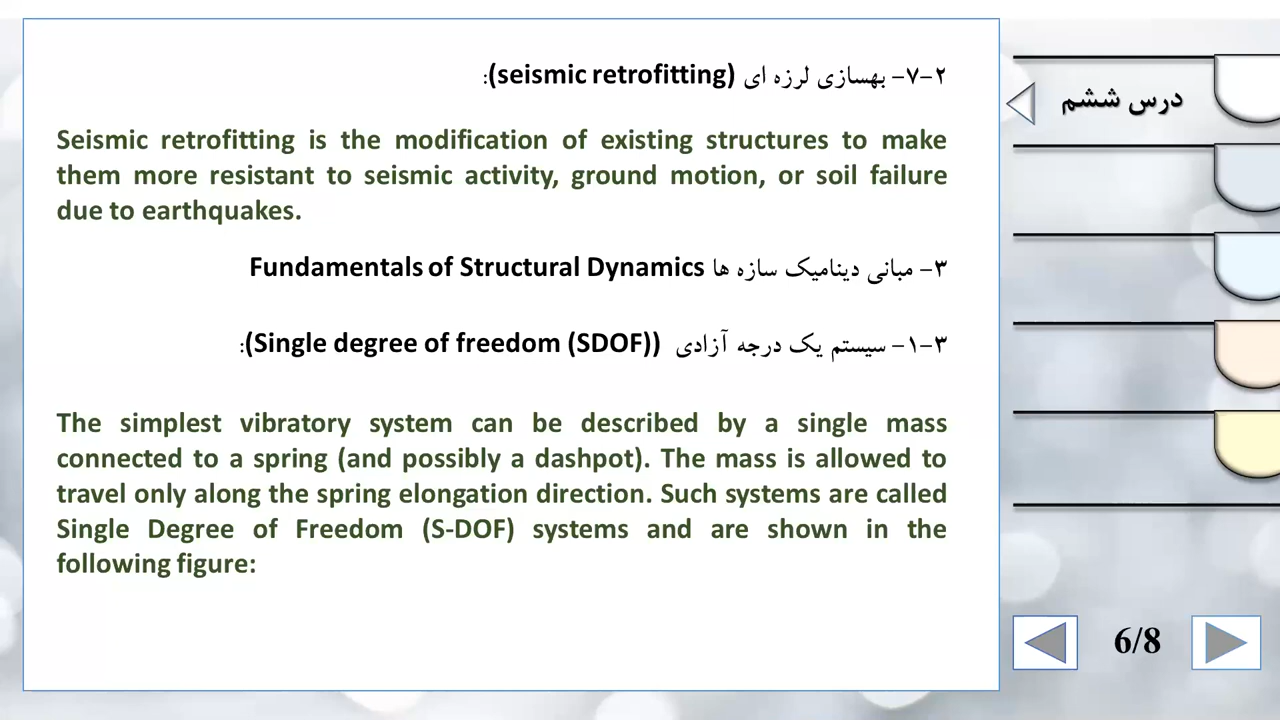 ۲-۷- بهسازی لرزه ای (seismic retrofitting):
Seismic retrofitting is the modification of existing structures to make
them more resistant to seismic activity, ground motion, or soil failure
due to earthquakes.
۳- مبانی دینامیک سازه ها Fundamentals of Structural Dynamics
۳-۱- سیستم یک درجه آزادی (Single degree of freedom (SDOF)):
The simplest vibratory system can be described by a single mass
connected to a spring (and possibly a dashpot). The mass is allowed to
travel only along the spring elongation direction. Such systems are called
Single Degree of Freedom (S-DOF) systems and are shown in the
following figure:
درس ششم
6/8